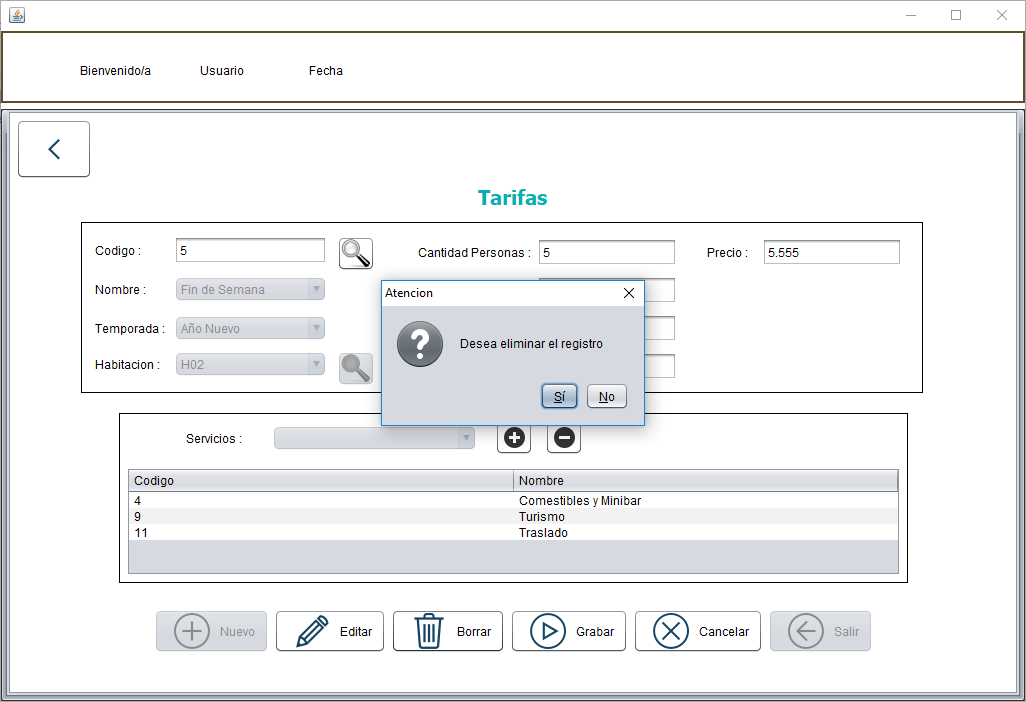 Bienvenido/a Usuario Fecha
Tarifas
Codigo : 5 Cantidad Personas : 5 Precio : 5.555
Nombre : Fin de Semana
Temporada : Año Nuevo
Habitacion : H02
Atencion
?
Desea eliminar el registro
Sí No
Servicios :
Codigo Nombre
4 Comestibles y Minibar
9 Turismo
11 Traslado
Nuevo Editar Borrar Grabar Cancelar Salir